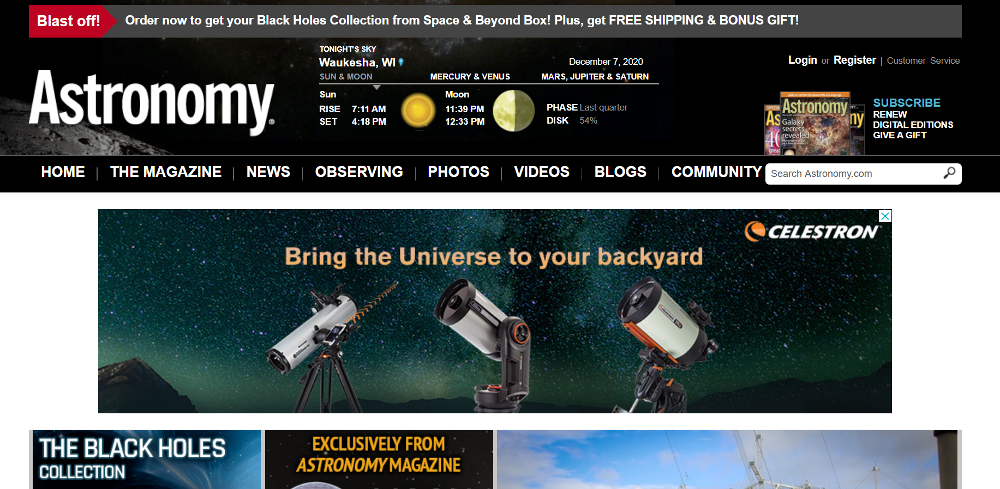 Blast off!
Order now to get your Black Holes Collection from Space & Beyond Box! Plus, get FREE SHIPPING & BONUS GIFT!
Astronomy®
TONIGHT'S SKY
Waukesha, WI
December 7, 2020
SUN & MOON
MERCURY & VENUS
MARS, JUPITER & SATURN
Sun
RISE 7:11 AM
SET 4:18 PM
Moon
11:39 PM
12:33 PM
PHASE Last quarter
DISK 54%
Login or Register | Customer Service
Astronomy
Galaxy
secrets
revealed
SUBSCRIBE
RENEW
DIGITAL EDITIONS
GIVE A GIFT
HOME | THE MAGAZINE | NEWS | OBSERVING | PHOTOS | VIDEOS | BLOGS | COMMUNITY
Search Astronomy.com
CELESTRON
Bring the Universe to your backyard
CELESTRON
THE BLACK HOLES
COLLECTION
EXCLUSIVELY FROM
ASTRONOMY MAGAZINE